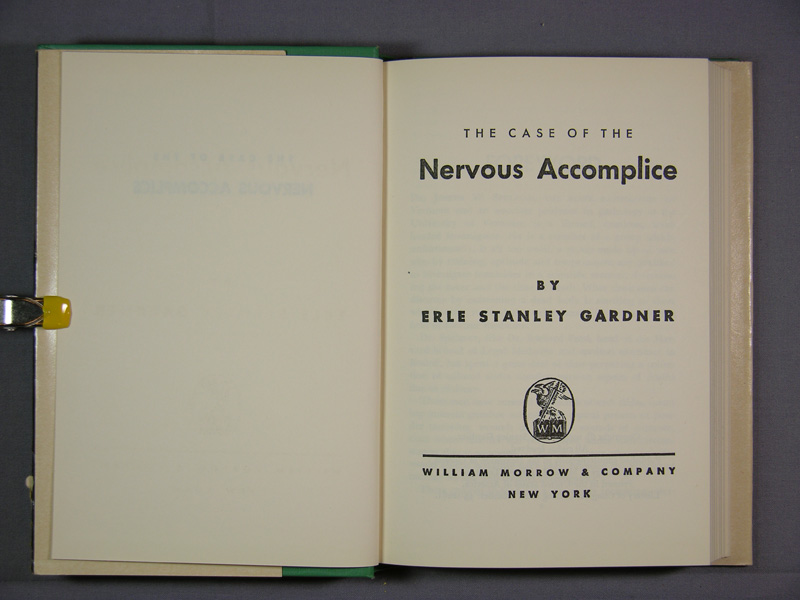 THE CASE OF THE
Nervous Accomplice
BY
ERLE STANLEY GARDNER
WM
WILLIAM MORROW & COMPANY
NEW YORK